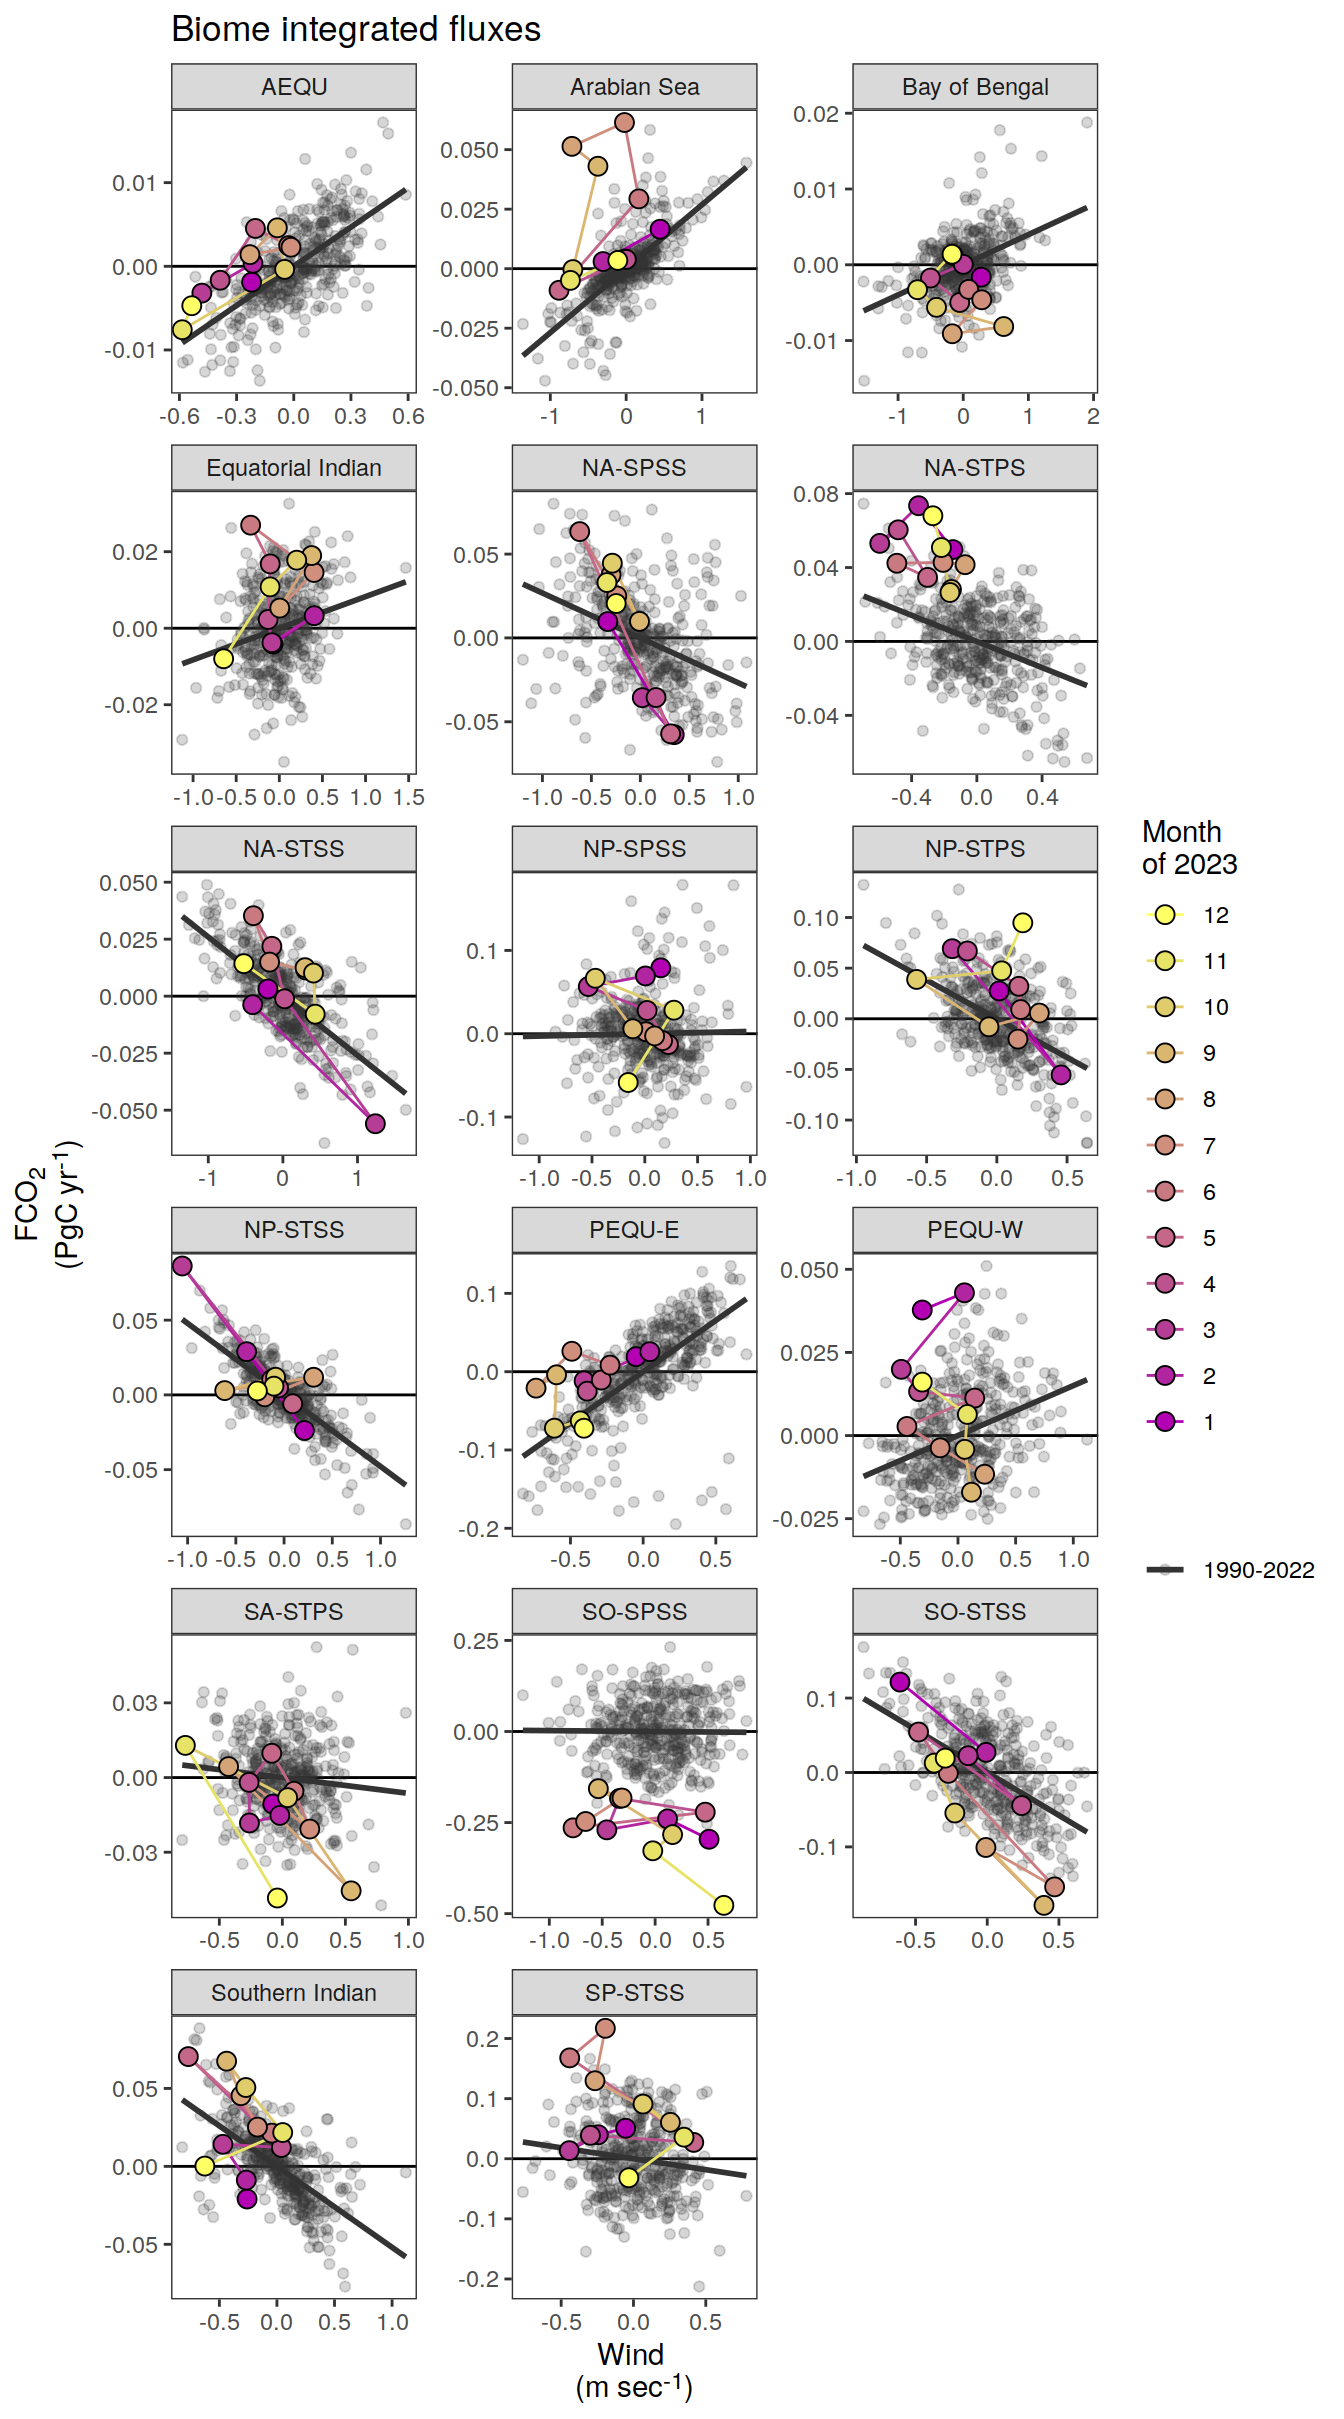 Biome integrated fluxes
AEQU Arabian Sea Bay of Bengal
0.01
0.00
-0.01
-0.6 -0.3 0.0 0.3 0.6
0.050
0.025
0.000
-0.025
-0.050
-1 0 1
0.02
0.01
0.00
-0.01
-1 0 1 2
Equatorial Indian NA-SPSS NA-STPS
0.02
0.00
-0.02
-1.0 -0.5 0.0 0.5 1.0 1.5
0.05
0.00
-0.05
-1.0 -0.5 0.0 0.5 1.0
0.08
0.04
0.00
-0.04
-0.4 0.0 0.4
NA-STSS NP-SPSS NP-STPS
0.050
0.025
0.000
-0.025
-0.050
-1 0 1
0.1
0.0
-0.1
-1.0 -0.5 0.0 0.5 1.0
0.10
0.05
0.00
-0.05
-0.10
-1.0 -0.5 0.0 0.5
NP-STSS PEQU-E PEQU-W
0.05
0.00
-0.05
-1.0 -0.5 0.0 0.5 1.0
0.1
0.0
-0.1
-0.2
-0.5 0.0 0.5
0.050
0.025
0.000
-0.025
-0.5 0.0 0.5 1.0
SA-STPS SO-SPSS SO-STSS
0.03
0.00
-0.03
-0.5 0.0 0.5 1.0
0.25
0.00
-0.25
-0.50
-1.0 -0.5 0.0 0.5
0.1
0.0
-0.1
-0.5 0.0 0.5
Southern Indian SP-STSS
0.05
0.00
-0.05
-0.5 0.0 0.5 1.0
0.2
0.1
0.0
-0.1
-0.2
-0.5 0.0 0.5
FCO2
(PgC yr-1)
Wind
(m sec-1)
Month
of 2023
12
11
10
9
8
7
6
5
4
3
2
1
1990-2022